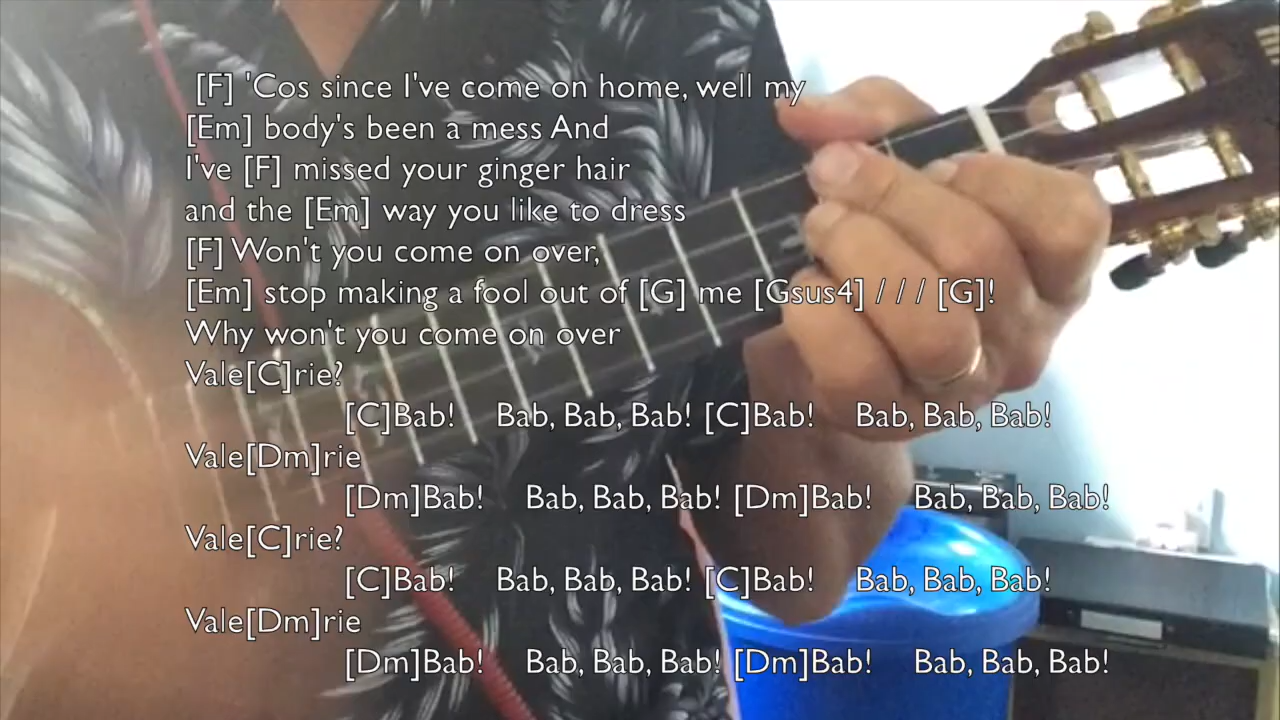 [F] 'Cos since I've come on home, well my
[Em] body's been a mess And
I've [F] missed your ginger hair
and the [Em] way you like to dress
[F] Won't you come on over,
[Em] stop making a fool out of [G] me [Gsus4] / / / [G]!
Why won't you come on over
Vale[C]rie?
[C]Bab! Bab, Bab, Bab! [C]Bab! Bab, Bab, Bab!
Vale[Dm]rie
[Dm]Bab! Bab, Bab, Bab! [Dm]Bab! Bab, Bab, Bab!
Vale[C]rie?
[C]Bab! Bab, Bab, Bab! [C]Bab! Bab, Bab, Bab!
Vale[Dm]rie
[Dm]Bab! Bab, Bab, Bab! [Dm]Bab! Bab, Bab, Bab!